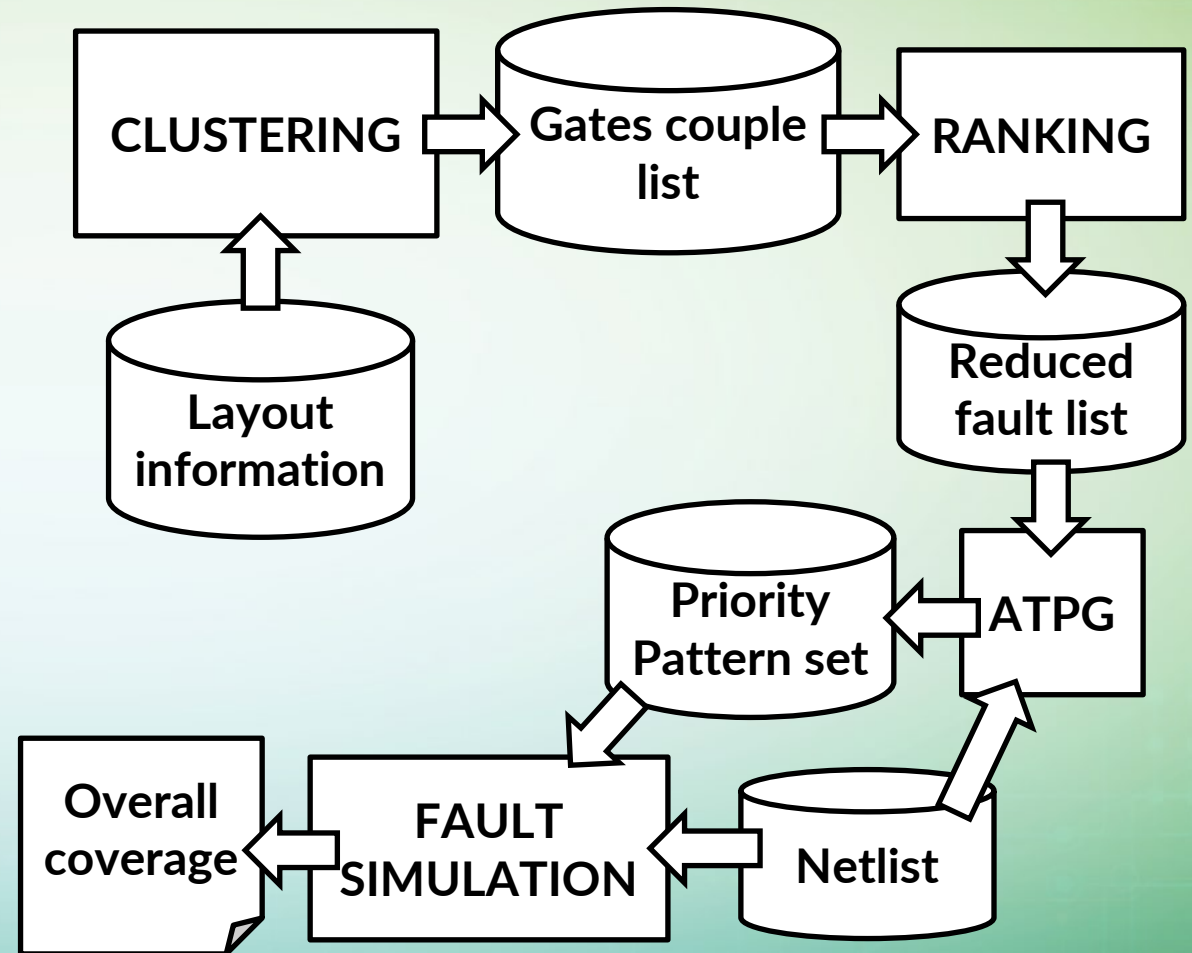 CLUSTERING
Gates couple
list
RANKING
Layout
information
Reduced
fault list
Priority
Pattern set
ATPG
Overall
coverage
FAULT
SIMULATION
Netlist